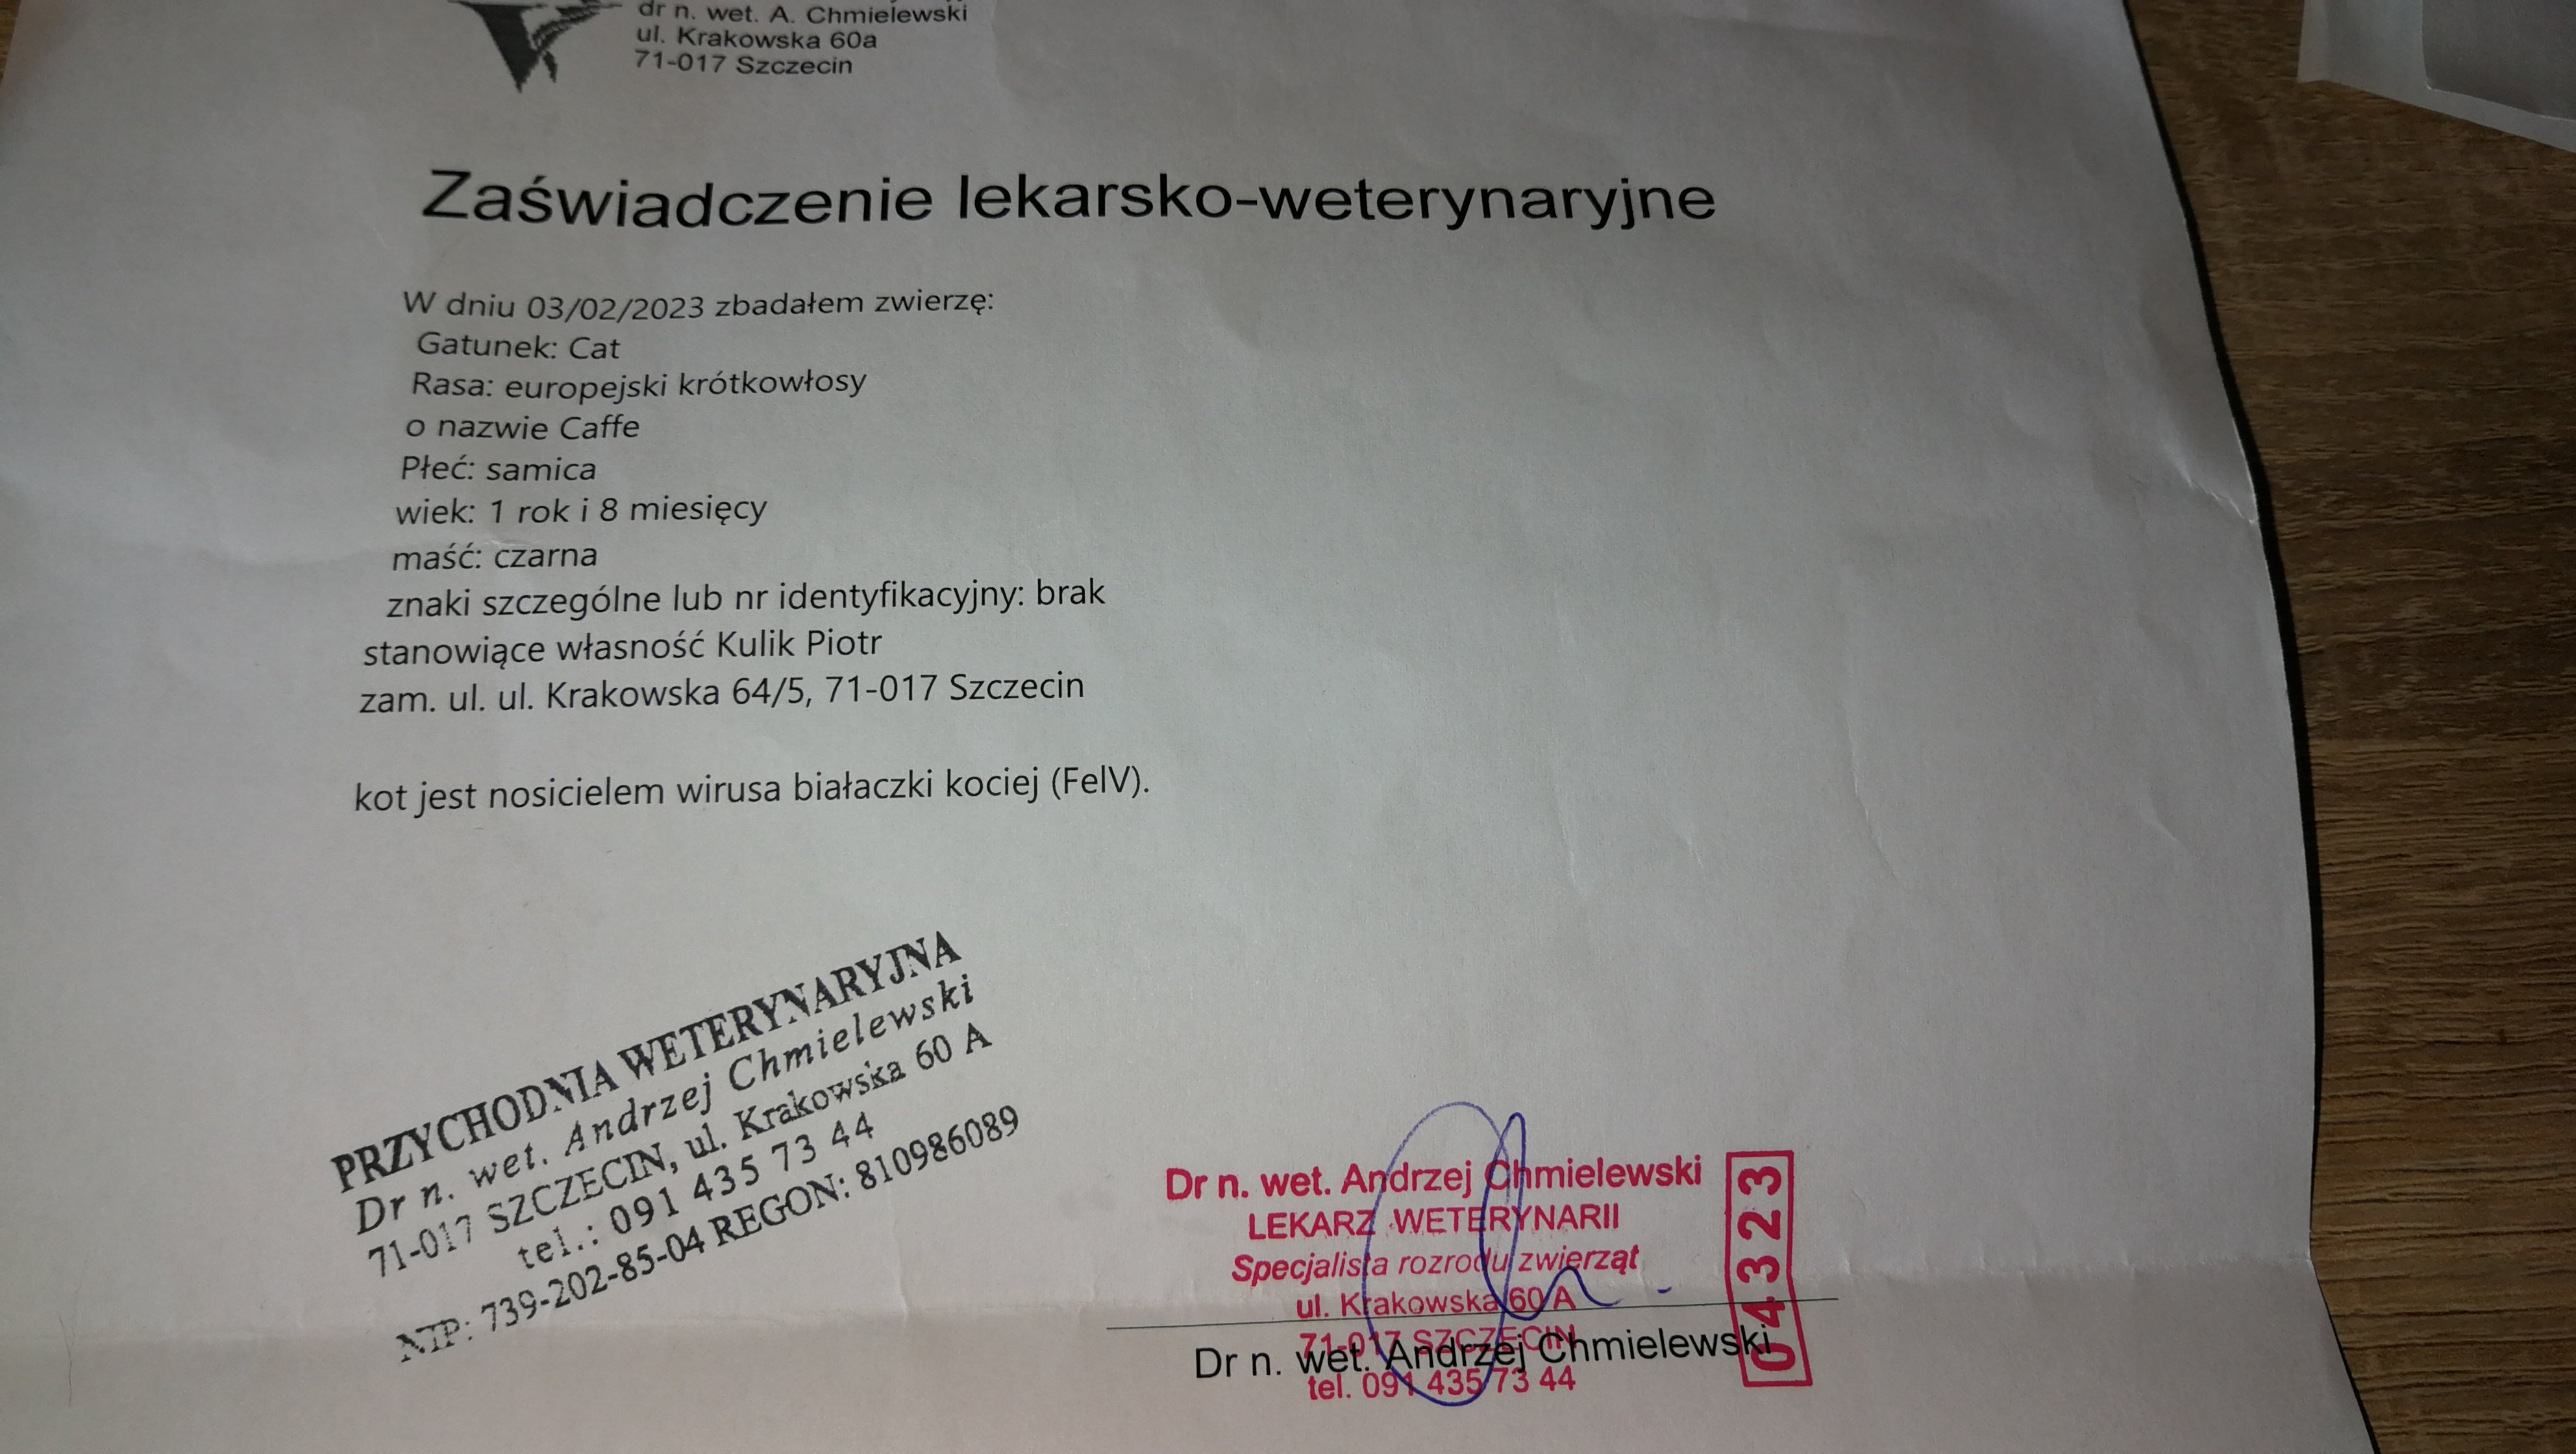 dr n. wet. A. Chmielewski
ul. Krakowska 60a
71-017 Szczecin
Zaświadczenie lekarsko-weterynaryjne
W dniu 03/02/2023 zbadałem zwierzę:
Gatunek: Cat
Rasa: europejski krótkowłosy
o nazwie Caffe
Płeć: samica
wiek: 1 rok i 8 miesięcy
maść: czarna
znaki szczególne lub nr identyfikacyjny: brak
stanowiące własność Kulik Piotr
zam. ul. ul. Krakowska 64/5, 71-017 Szczecin
kot jest nosicielem wirusa białaczki kociej (FelV).
PRZYCHODNIA WETERYNARYJNA
Dr n. wet. Andrzej Chmielewski
71-017 SZCZECIN, ul. Krakowska 60 A
tel.: 091 435 73 44
NIP: 739-202-85-04 REGON: 810986089
Dr n. wet. Andrzej Chmielewski
LEKARZ WETERYNARII
Specjalista rozrodu zwierząt
ul. Krakowska 60 A
71-017 SZCZECIN
tel. 091 435 73 44
04323
Dr n. wet. Andrzej Chmielewski